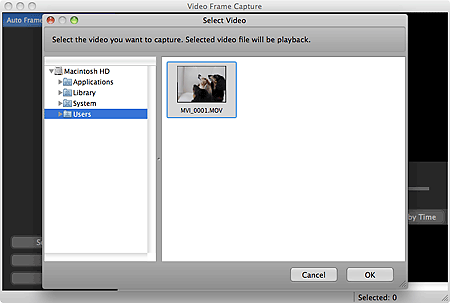 Video Frame Capture
Auto Frame
Select Video
Select the video you want to capture. Selected video file will be playback.
Macintosh HD
Applications
Library
System
Users
MVI_0001.MOV
by Time
Cancel
OK
Selected: 0